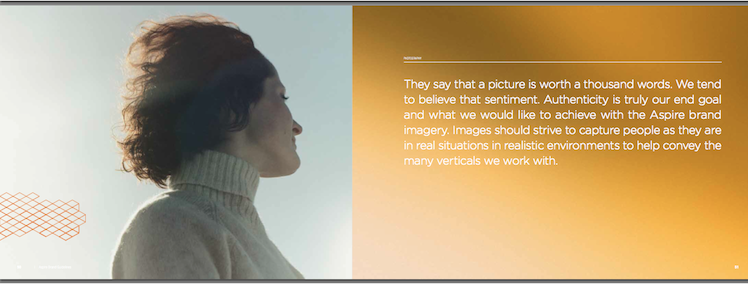 They say that a picture is worth a thousand words. We tend
to believe that sentiment. Authenticity is truly our end goal
and what we would like to achieve with the Aspire brand
imagery. Images should strive to capture people as they are
in real situations in realistic environments to help convey the
many verticals we work with.